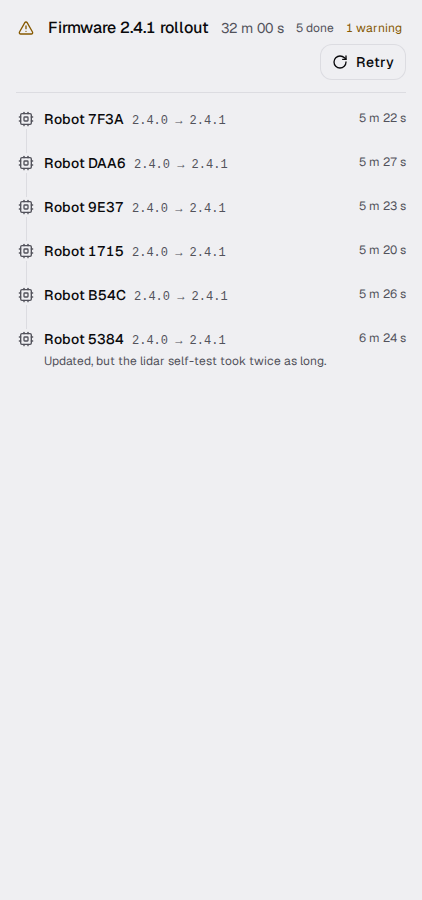 Firmware 2.4.1 rollout 32 m 00 s 5 done 1 warning
Retry
Robot 7F3A 2.4.0 → 2.4.1 5 m 22 s
Robot DAA6 2.4.0 → 2.4.1 5 m 27 s
Robot 9E37 2.4.0 → 2.4.1 5 m 23 s
Robot 1715 2.4.0 → 2.4.1 5 m 20 s
Robot B54C 2.4.0 → 2.4.1 5 m 26 s
Robot 5384 2.4.0 → 2.4.1 6 m 24 s
Updated, but the lidar self-test took twice as long.